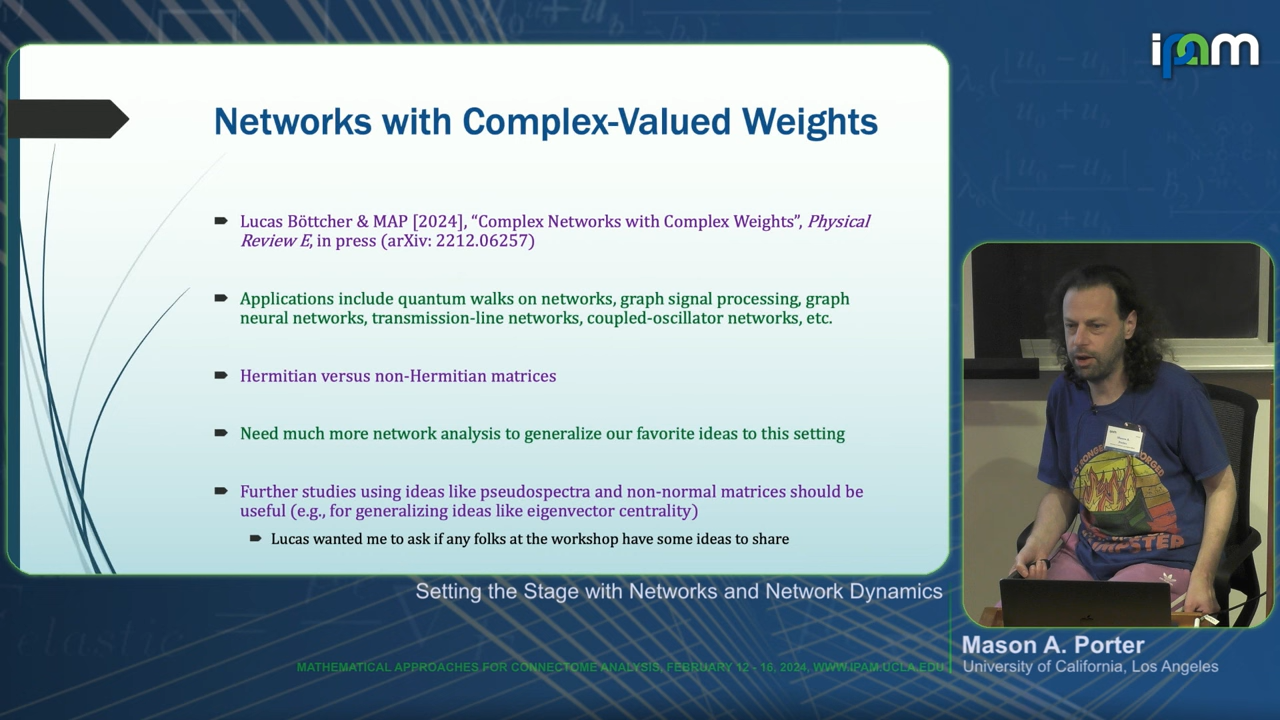 ipam
Networks with Complex-Valued Weights
Lucas Böttcher & MAP [2024], “Complex Networks with Complex Weights”, Physical
Review E, in press (arXiv: 2212.06257)
Applications include quantum walks on networks, graph signal processing, graph
neural networks, transmission-line networks, coupled-oscillator networks, etc.
Hermitian versus non-Hermitian matrices
Need much more network analysis to generalize our favorite ideas to this setting
Further studies using ideas like pseudospectra and non-normal matrices should be
useful (e.g., for generalizing ideas like eigenvector centrality)
Lucas wanted me to ask if any folks at the workshop have some ideas to share
Setting the Stage with Networks and Network Dynamics
Mason A. Porter
University of California, Los Angeles
MATHEMATICAL APPROACHES FOR CONNECTOME ANALYSIS, FEBRUARY 12 - 16, 2024, WWW.IPAM.UCLA.EDU
elastic